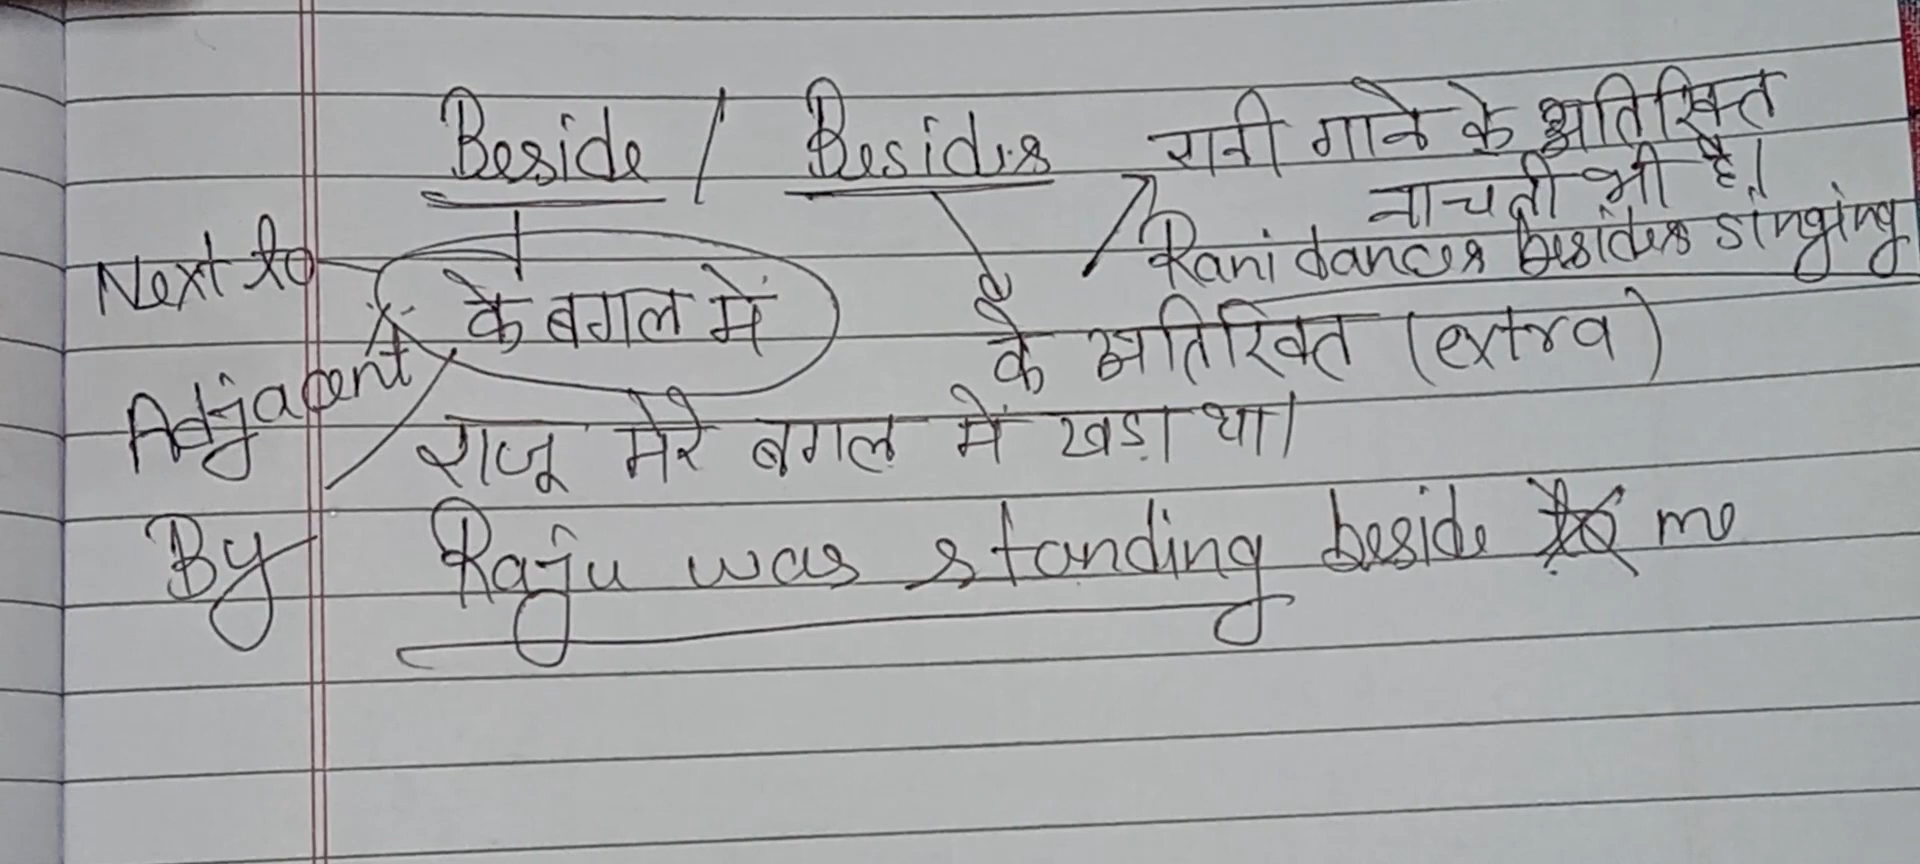 Beside / Besides
रानी गाने के अतिरिक्त
नाचती भी है।
Rani dances besides singing
Next to
के बगल में
के अतिरिक्त (extra)
Adjacent
राजू मेरे बगल में खड़ा था।
By
Raju was standing beside me